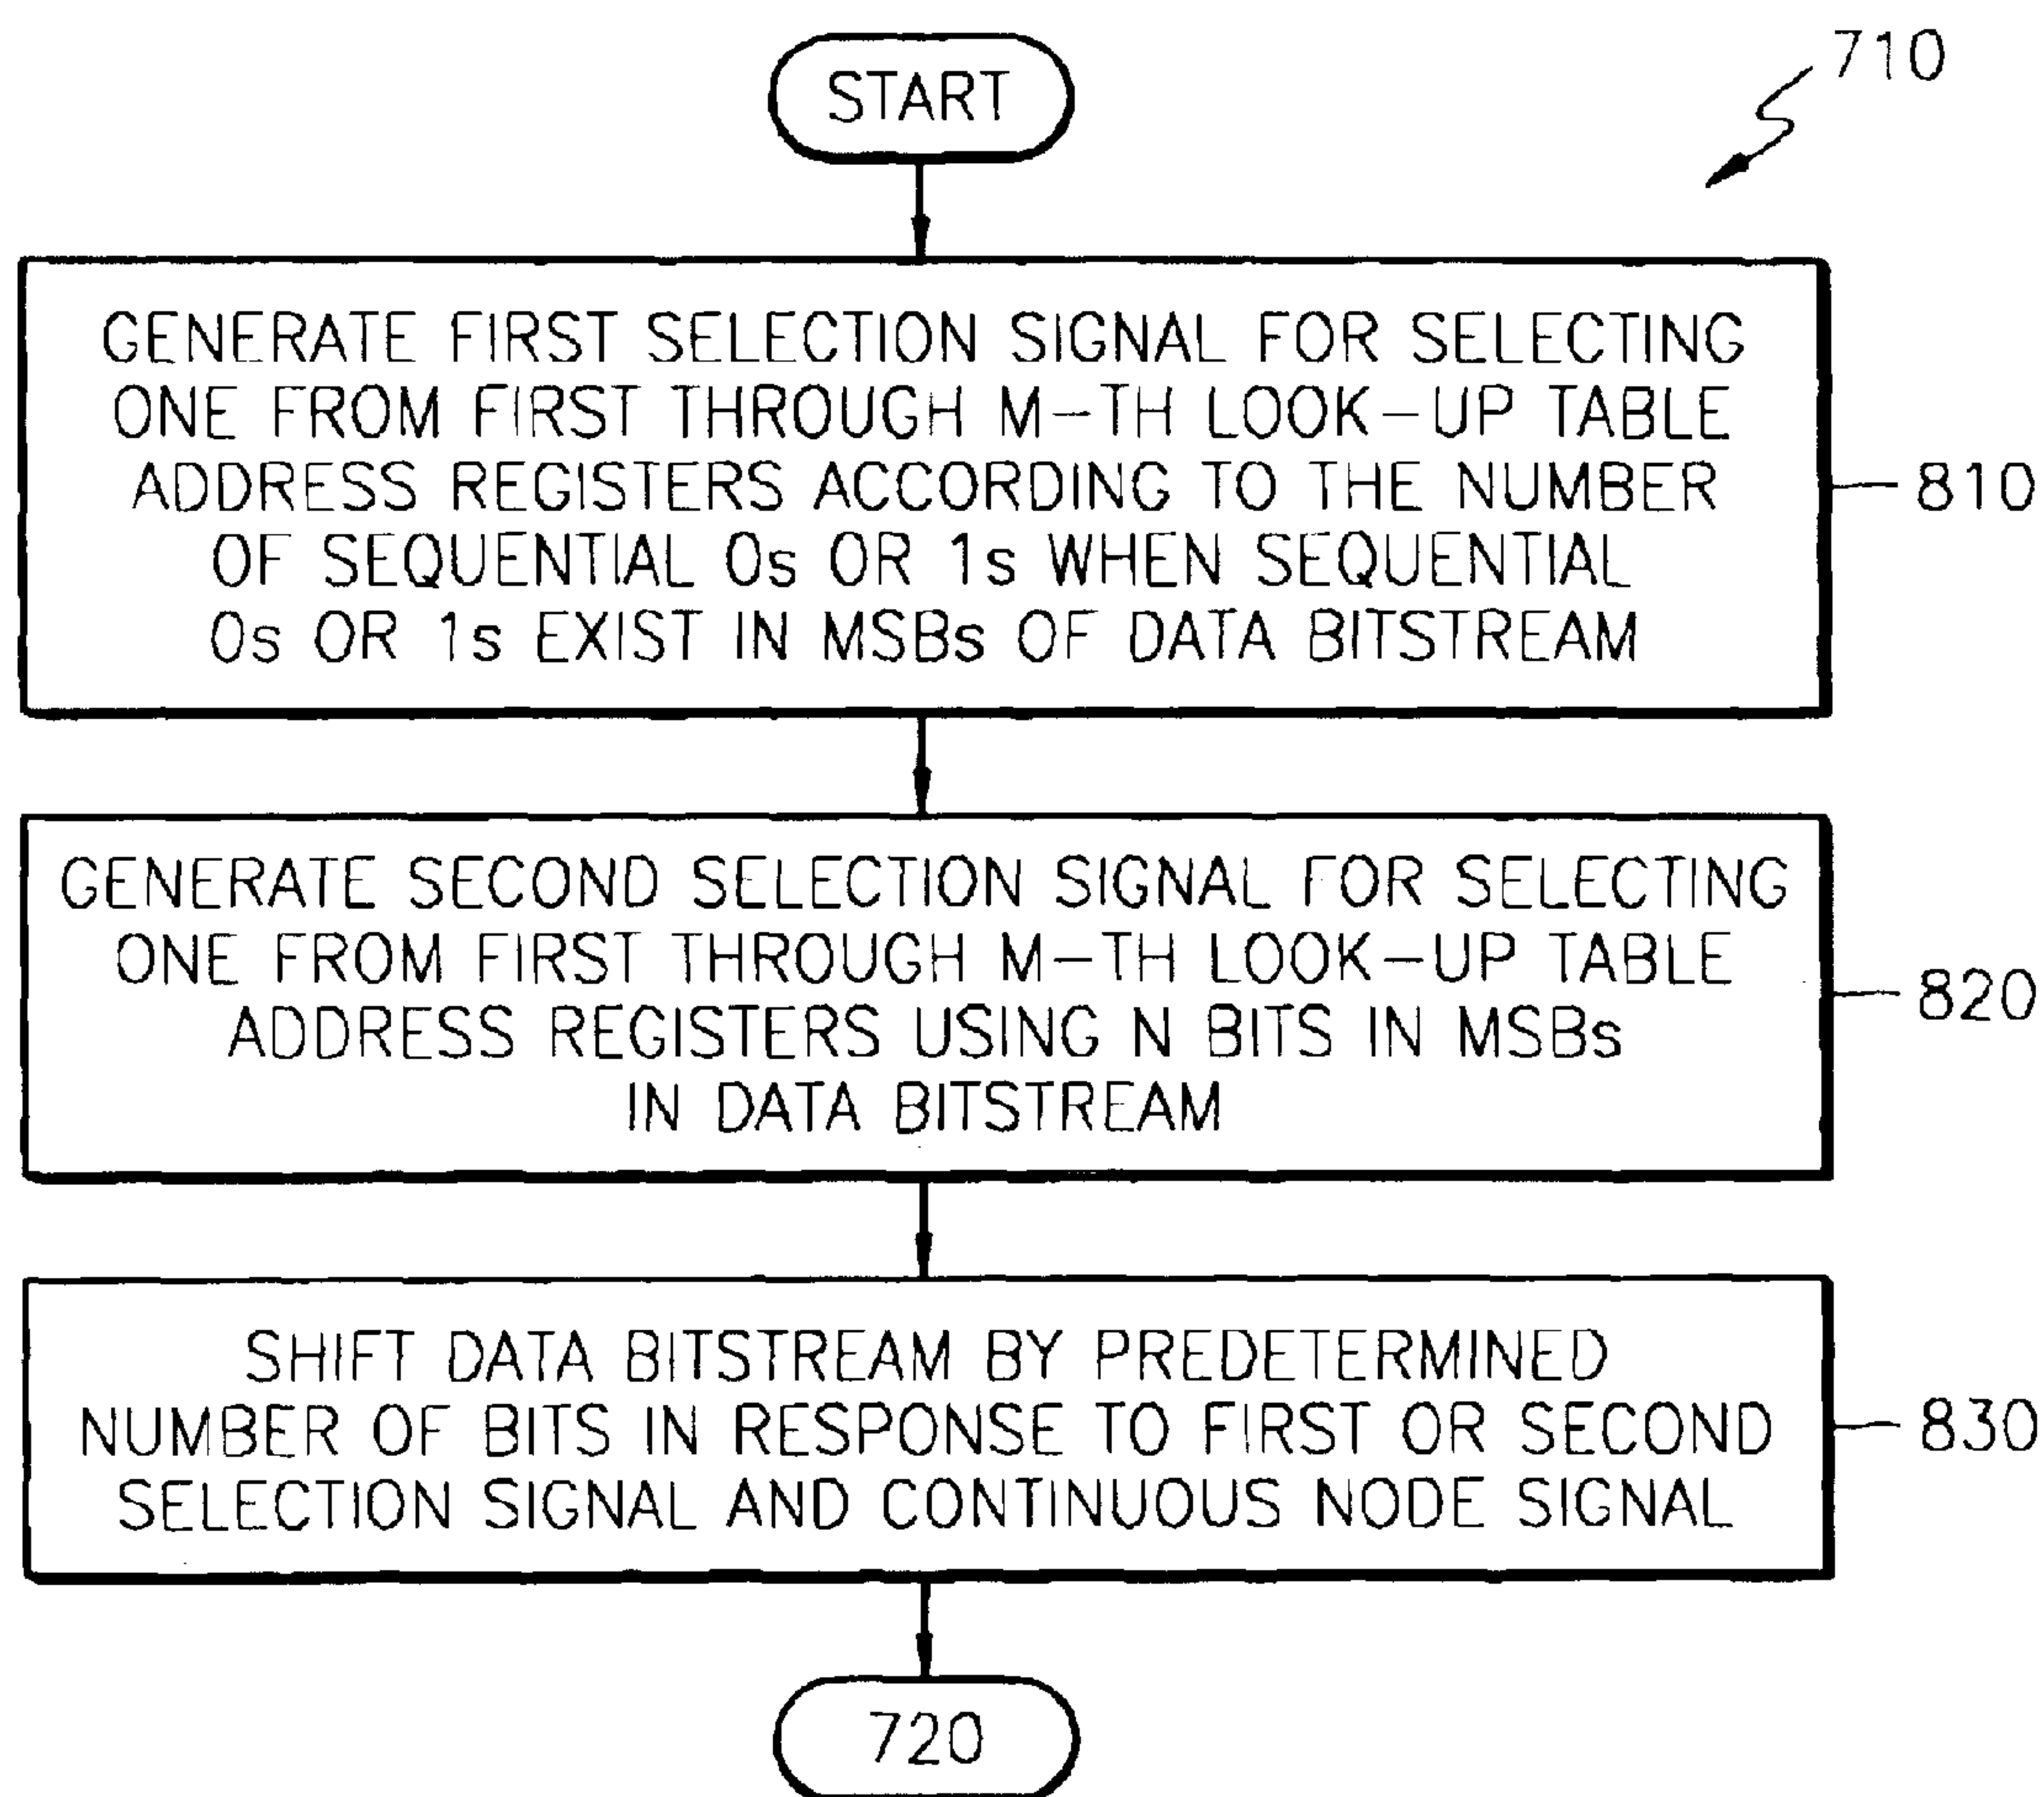 START
710
GENERATE FIRST SELECTION SIGNAL FOR SELECTING
ONE FROM FIRST THROUGH M-TH LOOK-UP TABLE
ADDRESS REGISTERS ACCORDING TO THE NUMBER
OF SEQUENTIAL 0s OR 1s WHEN SEQUENTIAL
0s OR 1s EXIST IN MSBs OF DATA BITSTREAM
810
GENERATE SECOND SELECTION SIGNAL FOR SELECTING
ONE FROM FIRST THROUGH M-TH LOOK-UP TABLE
ADDRESS REGISTERS USING N BITS IN MSBs
IN DATA BITSTREAM
820
SHIFT DATA BITSTREAM BY PREDETERMINED
NUMBER OF BITS IN RESPONSE TO FIRST OR SECOND
SELECTION SIGNAL AND CONTINUOUS NODE SIGNAL
830
720